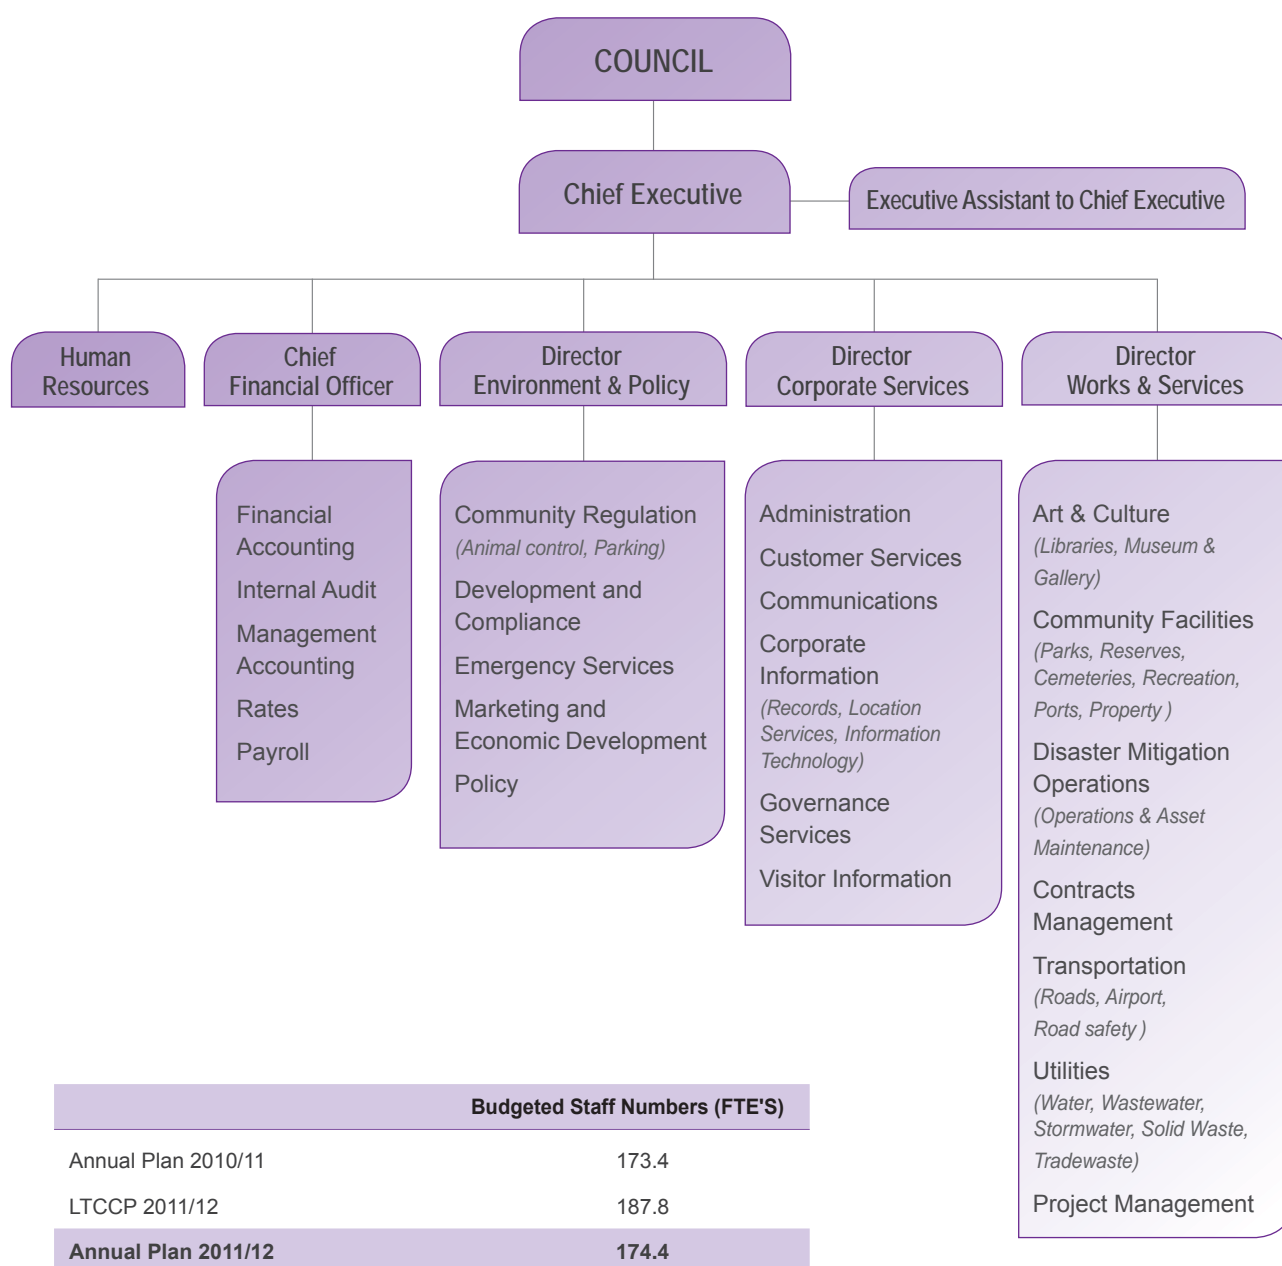 COUNCIL
Chief Executive
Executive Assistant to Chief Executive
Human
Resources
Chief
Financial Officer
Director
Environment & Policy
Director
Corporate Services
Director
Works & Services
Financial
Accounting
Internal Audit
Management
Accounting
Rates
Payroll
Community Regulation
(Animal control, Parking)
Development and
Compliance
Emergency Services
Marketing and
Economic Development
Policy
Administration
Customer Services
Communications
Corporate
Information
(Records, Location
Services, Information
Technology)
Governance
Services
Visitor Information
Art & Culture
(Libraries, Museum &
Gallery)
Community Facilities
(Parks, Reserves,
Cemeteries, Recreation,
Ports, Property )
Disaster Mitigation
Operations
(Operations & Asset
Maintenance)
Contracts
Management
Transportation
(Roads, Airport,
Road safety )
Utilities
(Water, Wastewater,
Stormwater, Solid Waste,
Tradewaste)
Project Management
Budgeted Staff Numbers (FTE'S)
Annual Plan 2010/11 173.4
LTCCP 2011/12 187.8
Annual Plan 2011/12 174.4